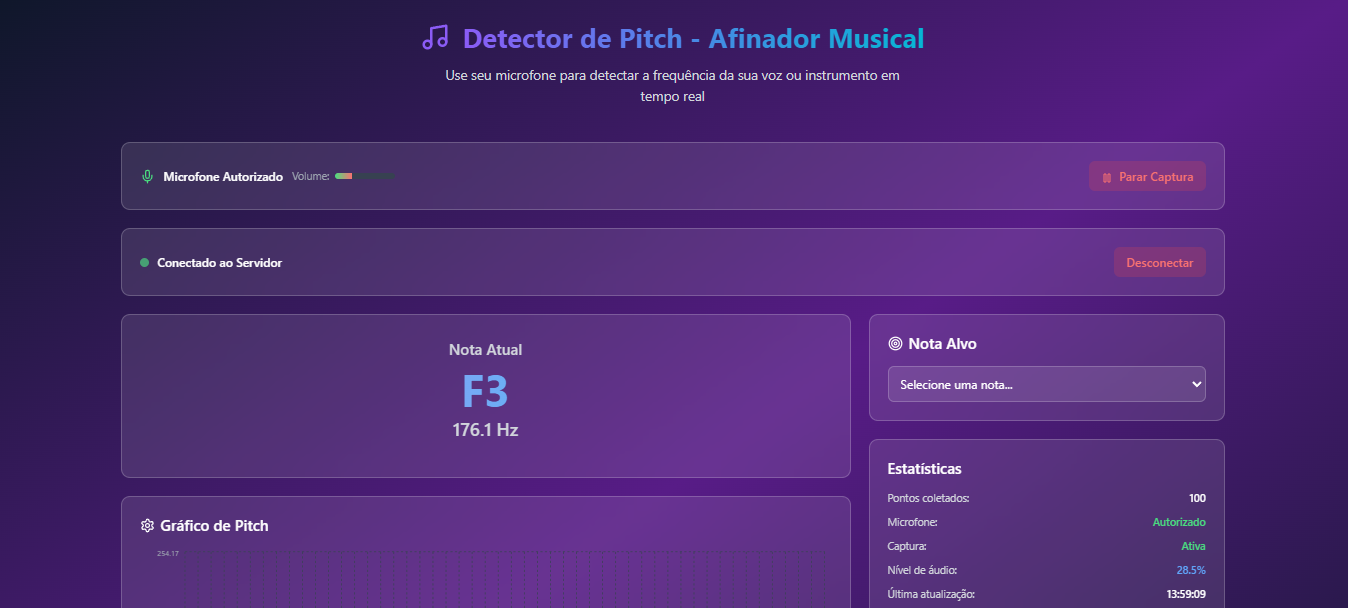 Detector de Pitch - Afinador Musical
Use seu microfone para detectar a frequência da sua voz ou instrumento em
tempo real
Microfone Autorizado Volume:
Parar Captura
Conectado ao Servidor
Desconectar
Nota Atual
F3
176.1 Hz
Gráfico de Pitch
254.17
Nota Alvo
Selecione uma nota...
Estatísticas
Pontos coletados: 100
Microfone: Autorizado
Captura: Ativa
Nível de áudio: 28.5%
Última atualização: 13:59:09